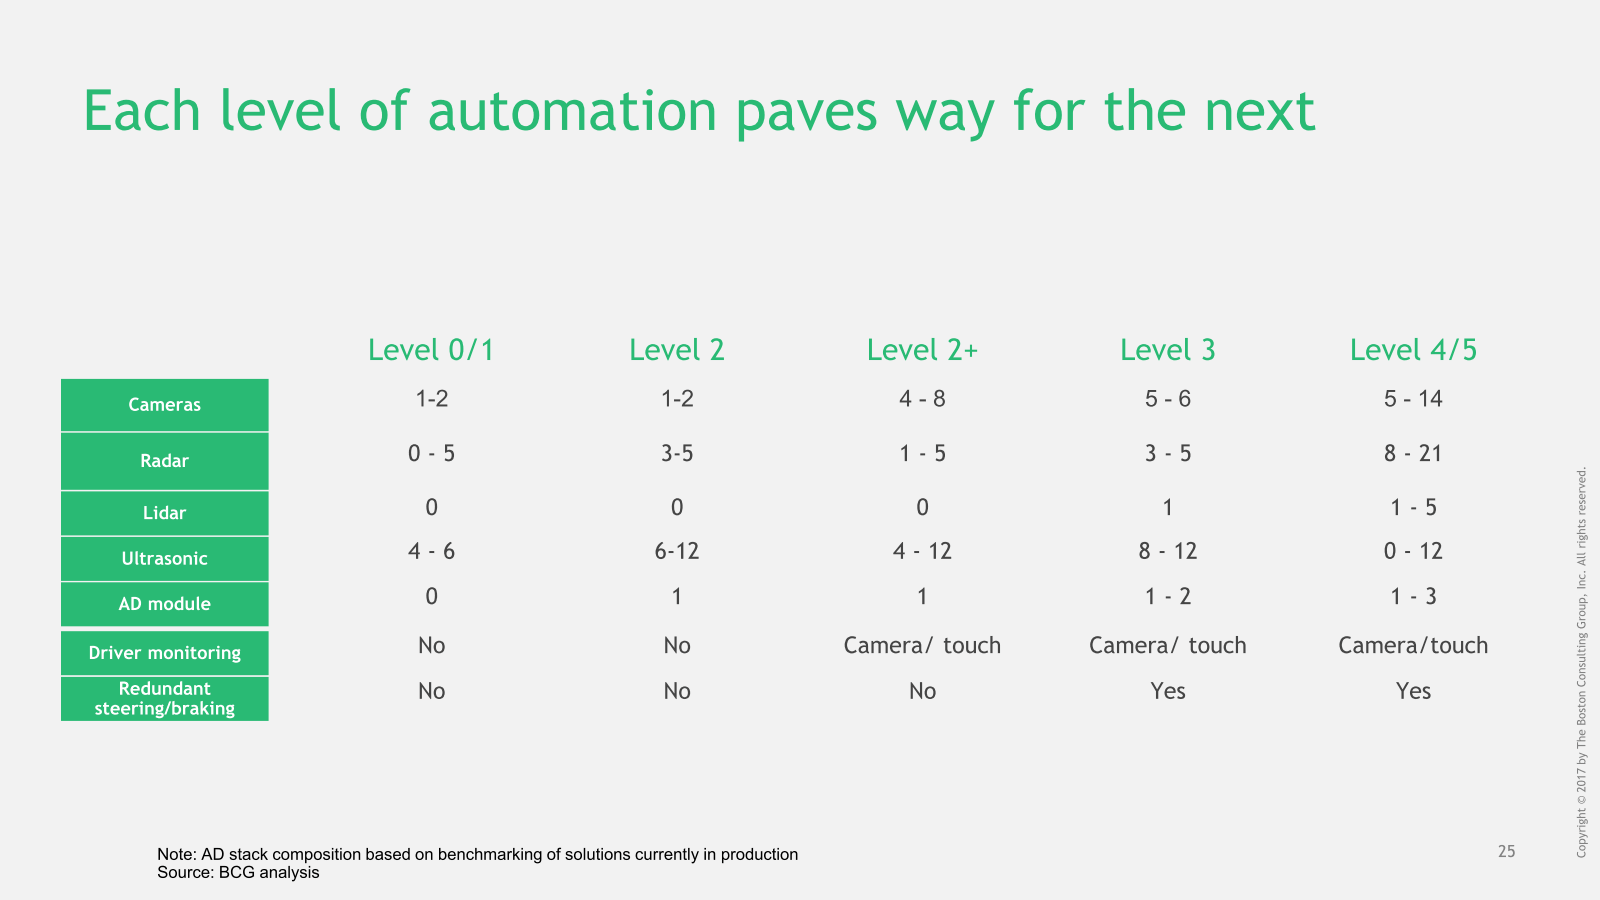 Each level of automation paves way for the next
Level 0/1 Level 2 Level 2+ Level 3 Level 4/5
Cameras 1-2 1-2 4 - 8 5 - 6 5 - 14
Radar 0 - 5 3-5 1 - 5 3 - 5 8 - 21
Lidar 0 0 0 1 1 - 5
Ultrasonic 4 - 6 6-12 4 - 12 8 - 12 0 - 12
AD module 0 1 1 1 - 2 1 - 3
Driver monitoring No No Camera/ touch Camera/ touch Camera/touch
Redundant
steering/braking No No No Yes Yes
Note: AD stack composition based on benchmarking of solutions currently in production
Source: BCG analysis
25
Copyright © 2017 by The Boston Consulting Group, Inc. All rights reserved.